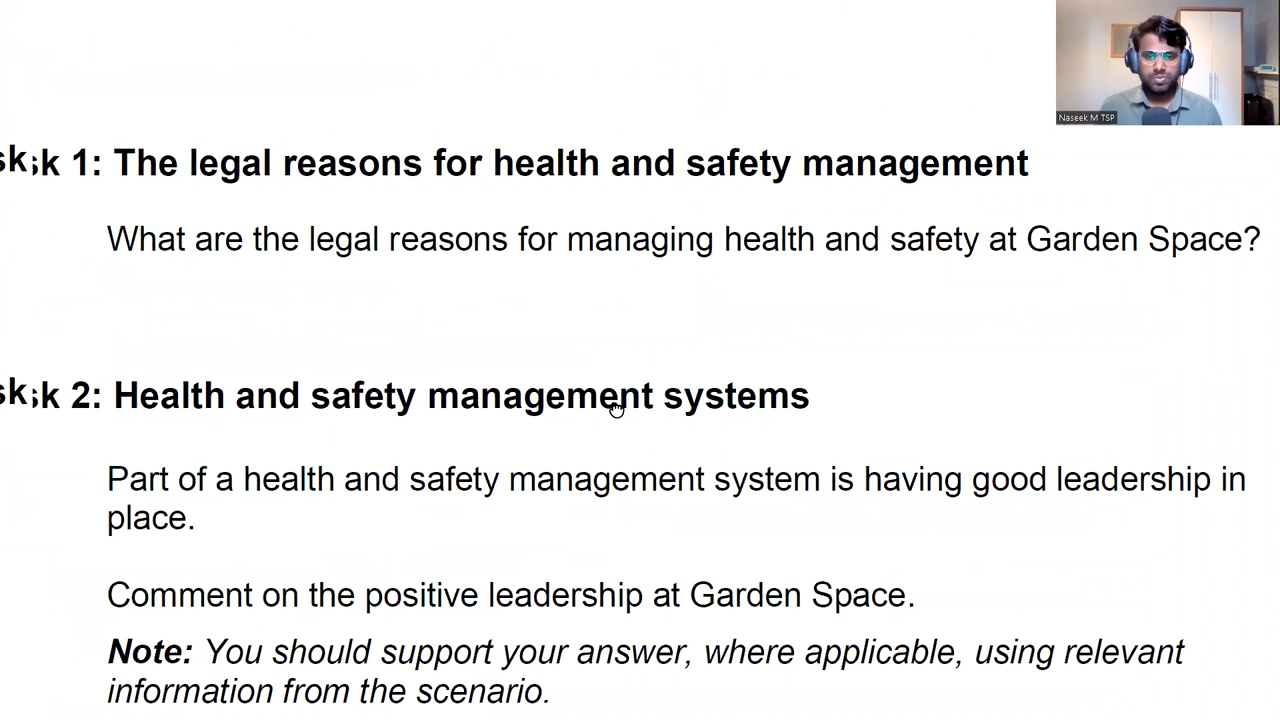 Naseek M TSP
sk 1: The legal reasons for health and safety management
What are the legal reasons for managing health and safety at Garden Space?
sk 2: Health and safety management systems
Part of a health and safety management system is having good leadership in
place.
Comment on the positive leadership at Garden Space.
Note: You should support your answer, where applicable, using relevant
information from the scenario.